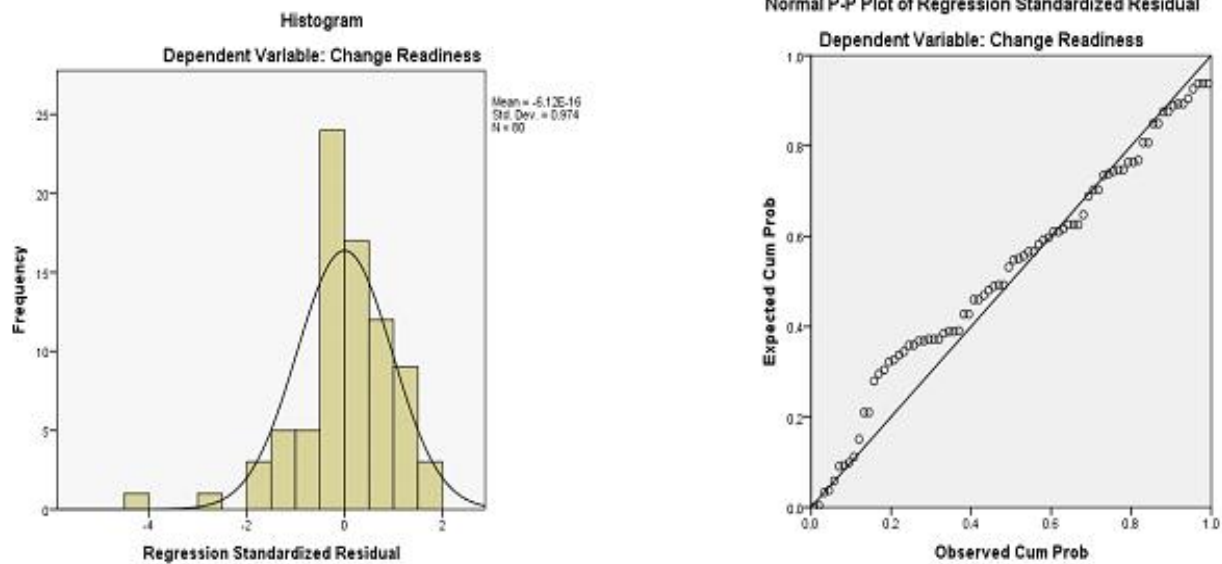 Histogram
Dependent Variable: Change Readiness
Mean = -6.12E-16
Std. Dev. = 0.974
N = 80
25
20
15
10
5
0
Frequency
-4
-2
0
2
Regression Standardized Residual
Normal P-P Plot of Regression Standardized Residual
Dependent Variable: Change Readiness
1.0
0.8
0.6
0.4
0.2
0.0
Expected Cum Prob
0.0
0.2
0.4
0.6
0.8
1.0
Observed Cum Prob